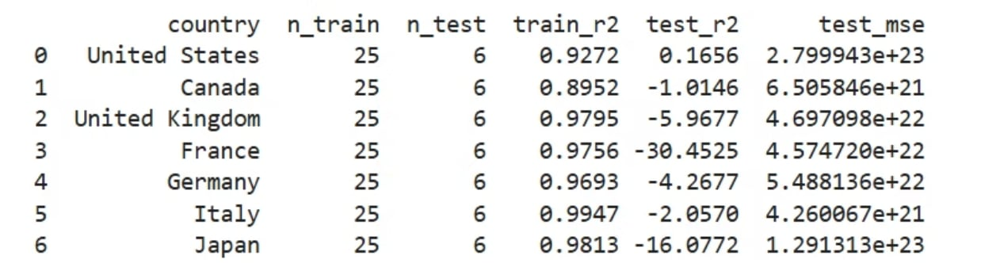 country n_train n_test train_r2 test_r2 test_mse
0 United States 25 6 0.9272 0.1656 2.799943e+23
1 Canada 25 6 0.8952 -1.0146 6.505846e+21
2 United Kingdom 25 6 0.9795 -5.9677 4.697098e+22
3 France 25 6 0.9756 -30.4525 4.574720e+22
4 Germany 25 6 0.9693 -4.2677 5.488136e+22
5 Italy 25 6 0.9947 -2.0570 4.260067e+21
6 Japan 25 6 0.9813 -16.0772 1.291313e+23